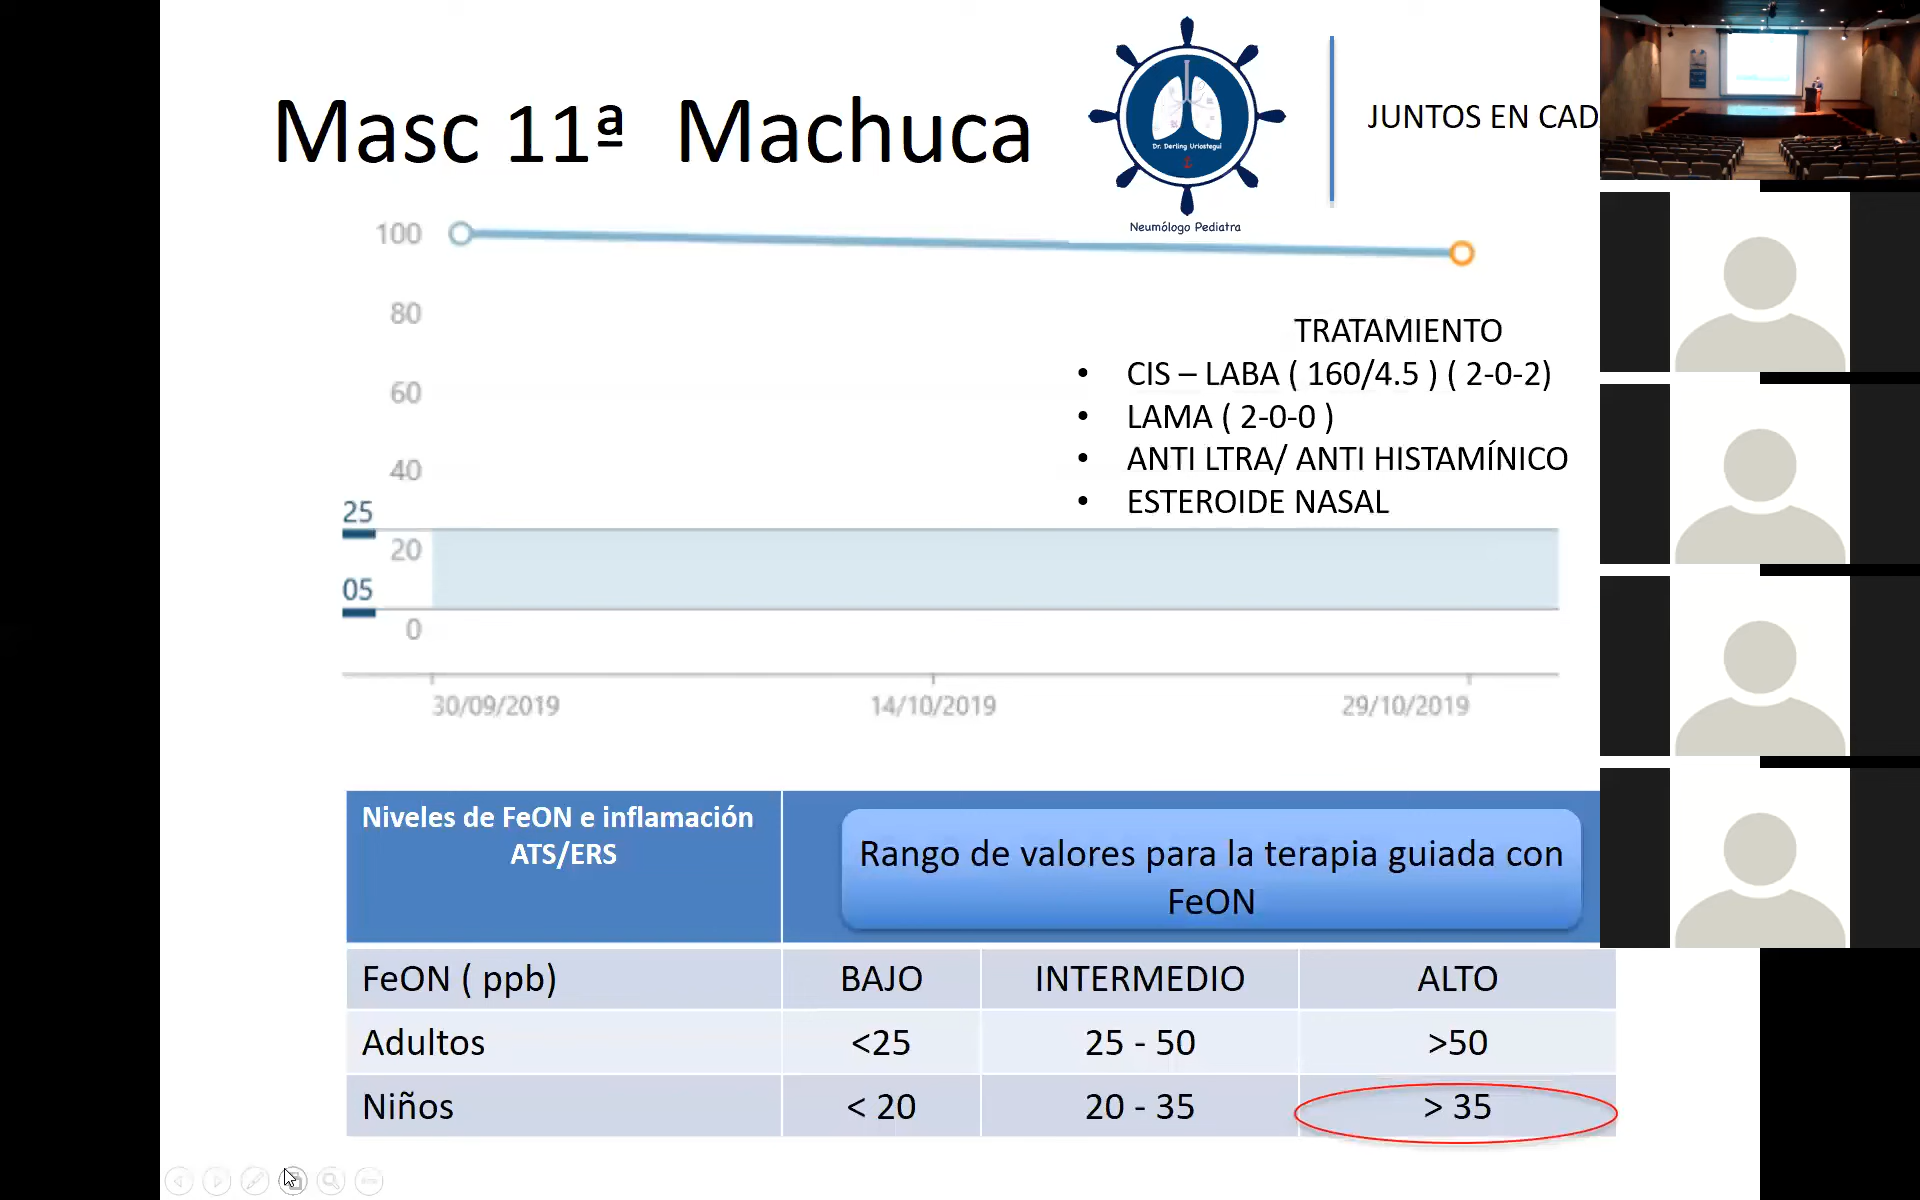 Masc 11ª Machuca
Dr. Derling Uriostegui
Neumólogo Pediatra
JUNTOS EN CAD
100
80
60
40
25
20
05
0
30/09/2019
14/10/2019
29/10/2019
TRATAMIENTO
• CIS – LABA ( 160/4.5 ) ( 2-0-2)
• LAMA ( 2-0-0 )
• ANTI LTRA/ ANTI HISTAMÍNICO
• ESTEROIDE NASAL
Niveles de FeON e inflamación
ATS/ERS
Rango de valores para la terapia guiada con
FeON
FeON ( ppb) BAJO INTERMEDIO ALTO
Adultos <25 25 - 50 >50
Niños < 20 20 - 35 > 35